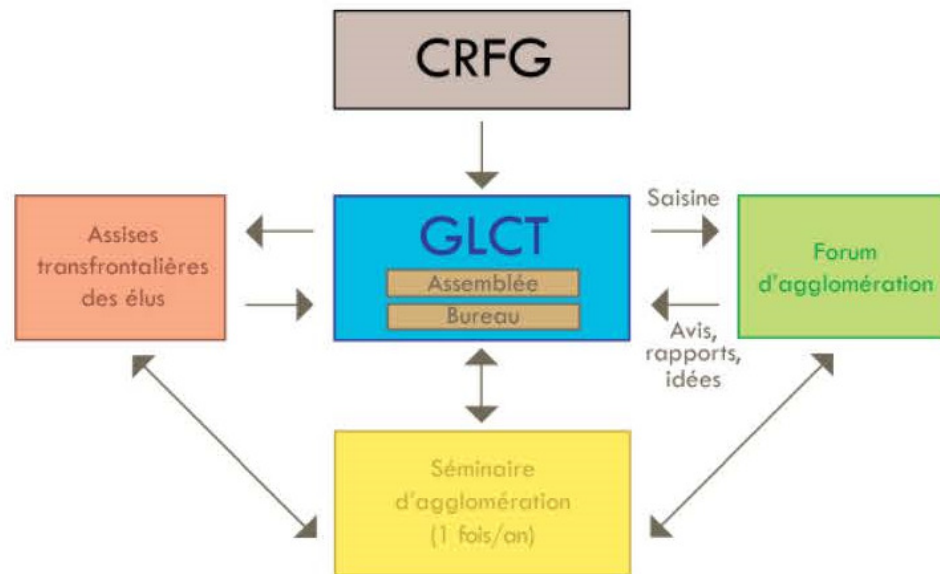 CRFG
Assises
transfrontalières
des élus
GLCT
Assemblée
Bureau
Saisine
Avis,
rapports,
idées
Forum
d'agglomération
Séminaire
d'agglomération
(1 fois/an)